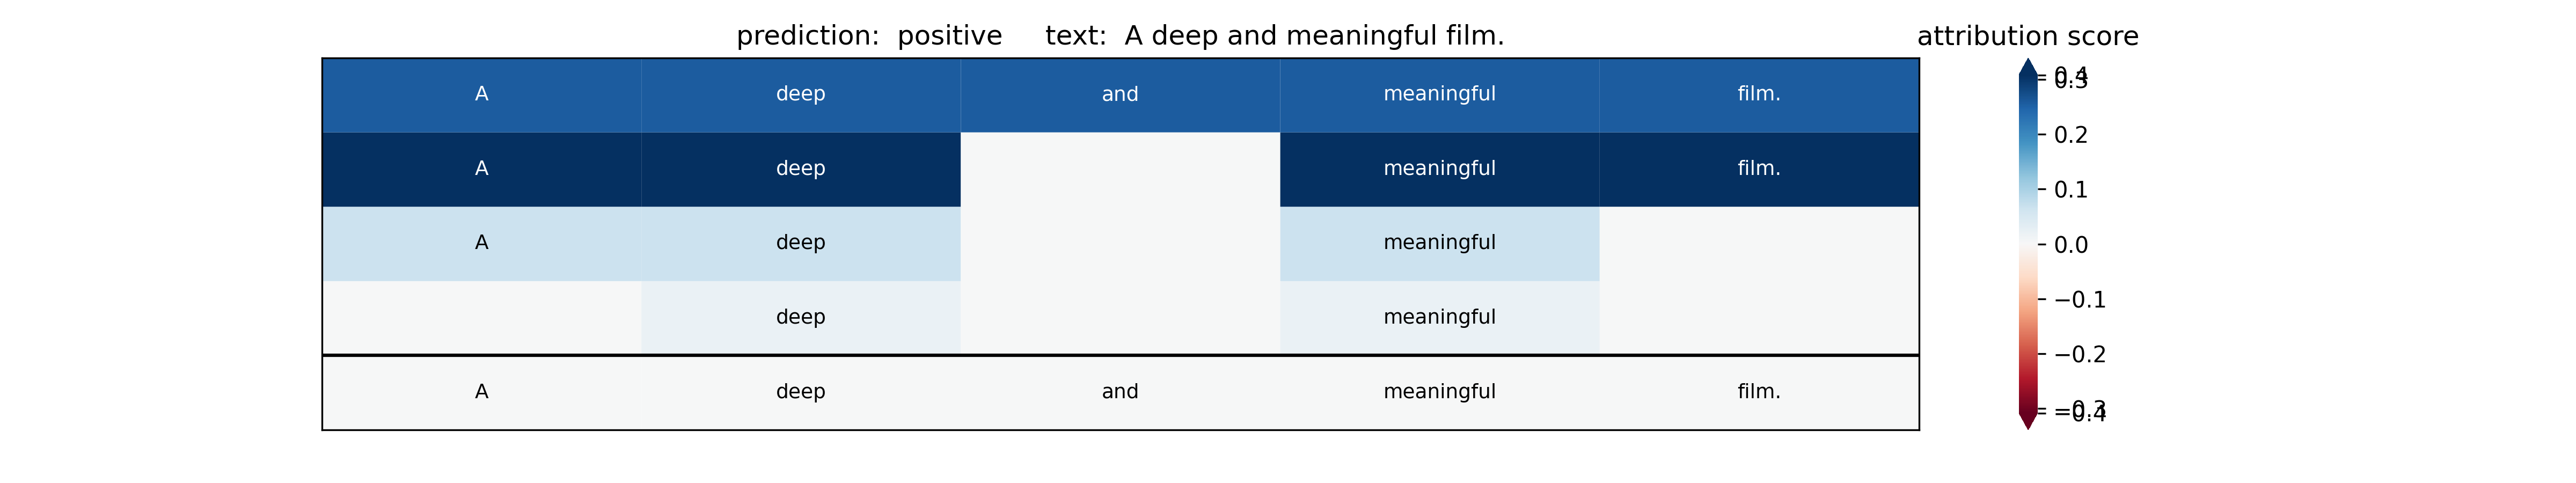 prediction:  positive     text:  A deep and meaningful film.
attribution score
A deep and meaningful film.
A deep meaningful film.
A deep meaningful
deep meaningful
A deep and meaningful film.
0.4
0.3
0.2
0.1
0.0
−0.1
−0.2
−0.3
−0.4